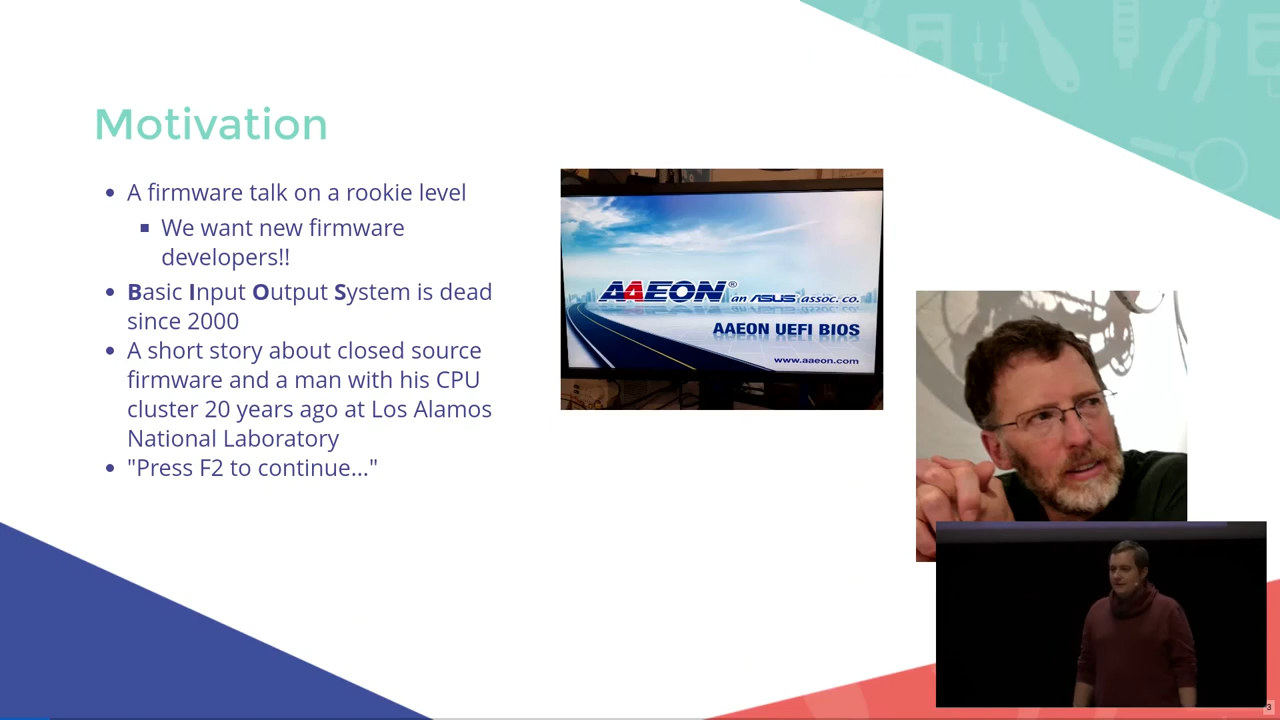 Motivation
• A firmware talk on a rookie level
▪ We want new firmware
developers!!
• Basic Input Output System is dead
since 2000
• A short story about closed source
firmware and a man with his CPU
cluster 20 years ago at Los Alamos
National Laboratory
• "Press F2 to continue..."
AAEON® an ASUS assoc. co.
AAEON UEFI BIOS
www.aaeon.com
3